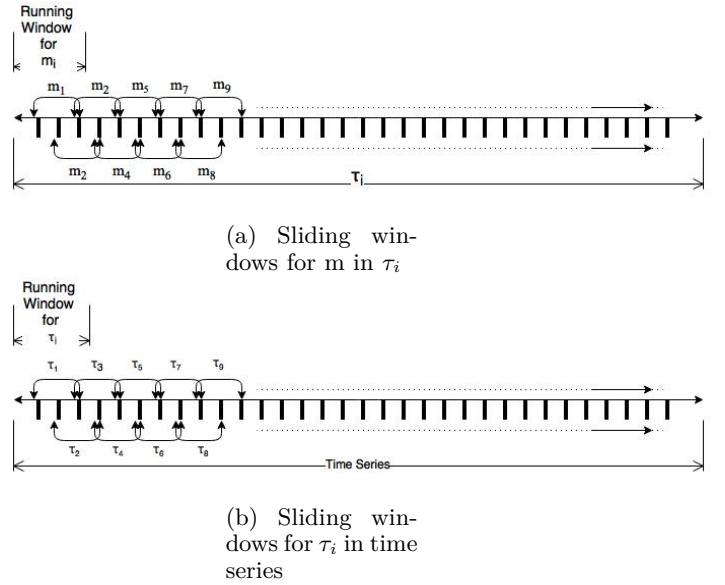 Running
Window
for
mᵢ
m₁ m₂ m₅ m₇ m₉
m₂ m₄ m₆ m₈
τᵢ
(a) Sliding win-
dows for m in τᵢ
Running
Window
for
τᵢ
τ₁ τ₃ τ₅ τ₇ τ₉
τ₂ τ₄ τ₆ τ₈
Time Series
(b) Sliding win-
dows for τᵢ in time
series